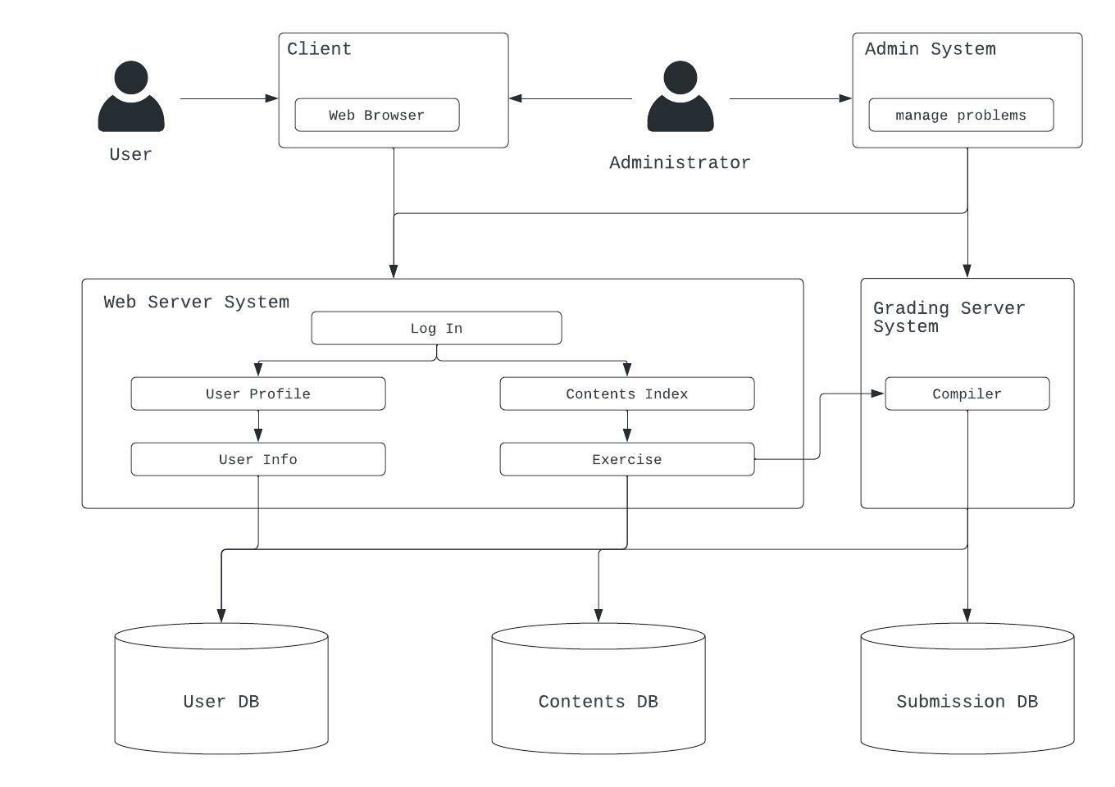 Client
Admin System
Web Browser
manage problems
User
Administrator
Web Server System
Log In
Grading Server
System
User Profile
Contents Index
Compiler
User Info
Exercise
User DB
Contents DB
Submission DB